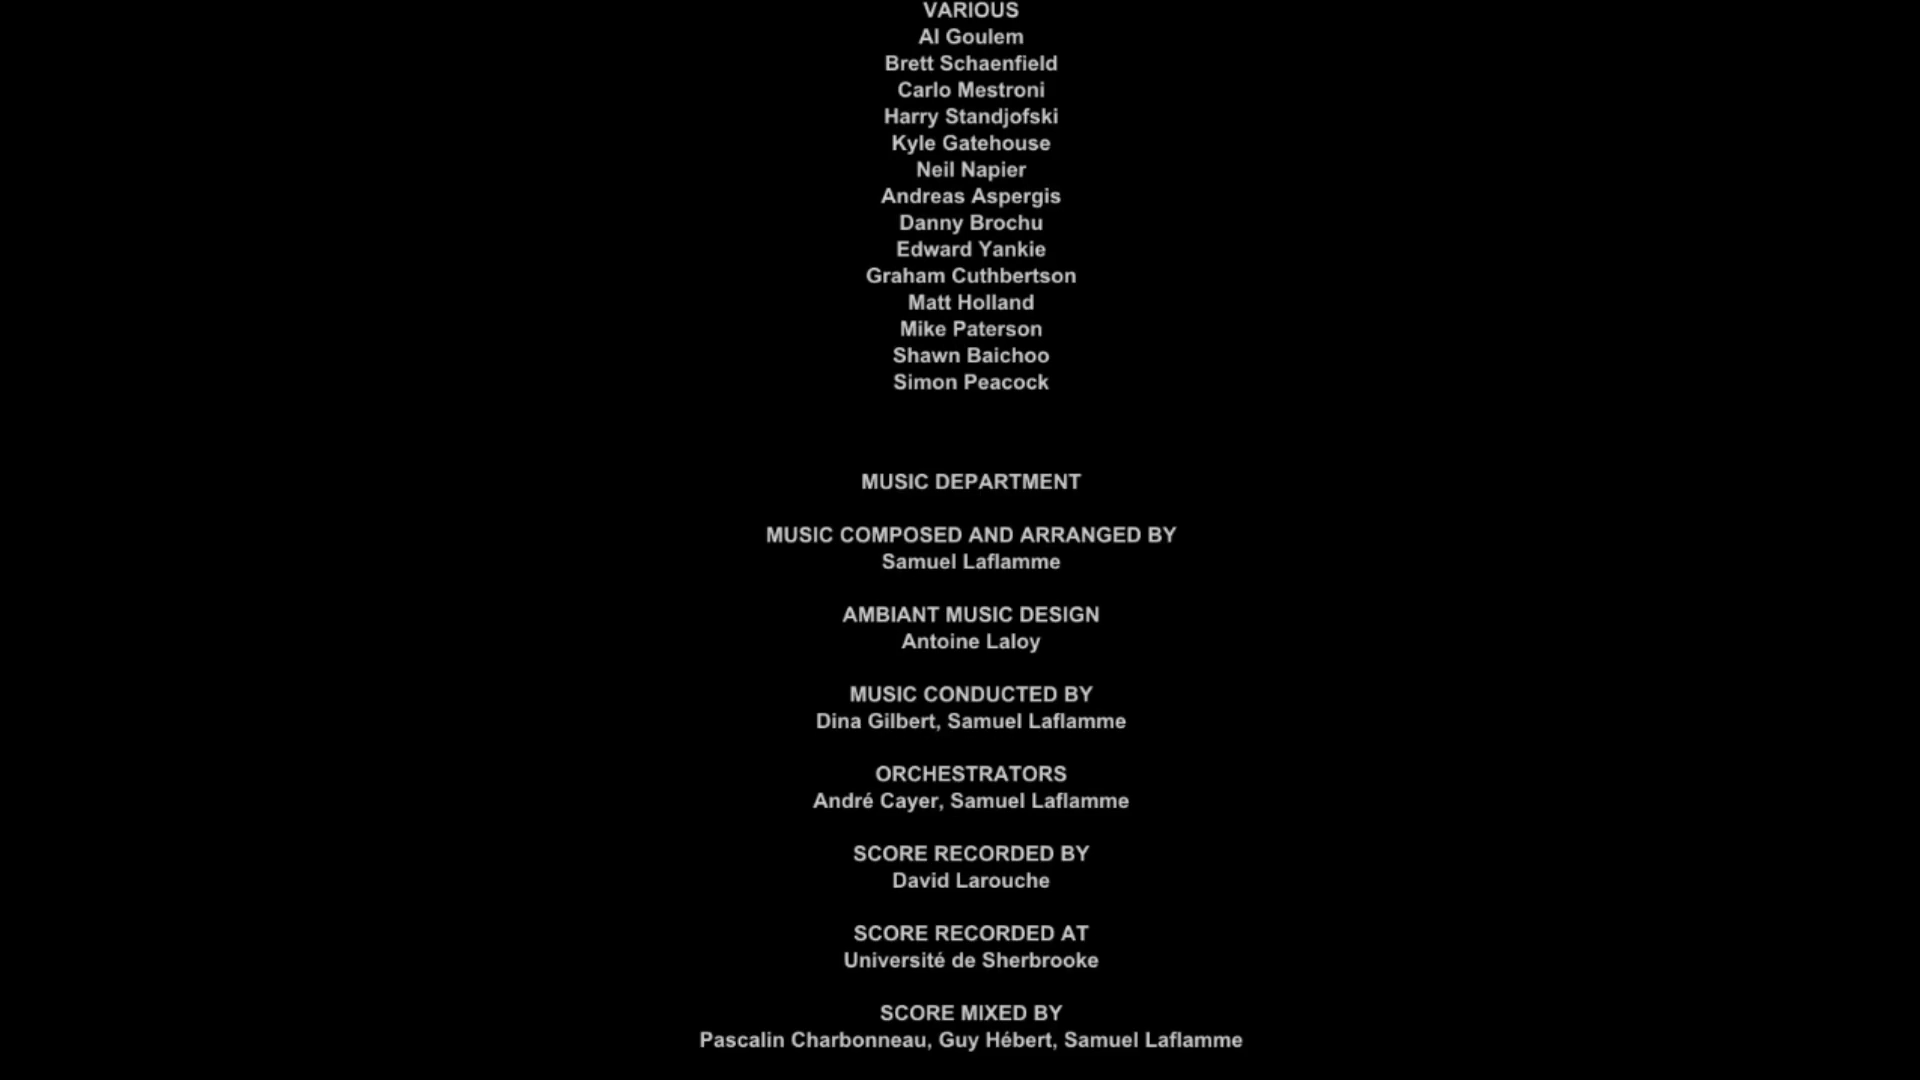 VARIOUS
Al Goulem
Brett Schaenfield
Carlo Mestroni
Harry Standjofski
Kyle Gatehouse
Neil Napier
Andreas Aspergis
Danny Brochu
Edward Yankie
Graham Cuthbertson
Matt Holland
Mike Paterson
Shawn Baichoo
Simon Peacock
MUSIC DEPARTMENT
MUSIC COMPOSED AND ARRANGED BY
Samuel Laflamme
AMBIANT MUSIC DESIGN
Antoine Laloy
MUSIC CONDUCTED BY
Dina Gilbert, Samuel Laflamme
ORCHESTRATORS
André Cayer, Samuel Laflamme
SCORE RECORDED BY
David Larouche
SCORE RECORDED AT
Université de Sherbrooke
SCORE MIXED BY
Pascalin Charbonneau, Guy Hébert, Samuel Laflamme